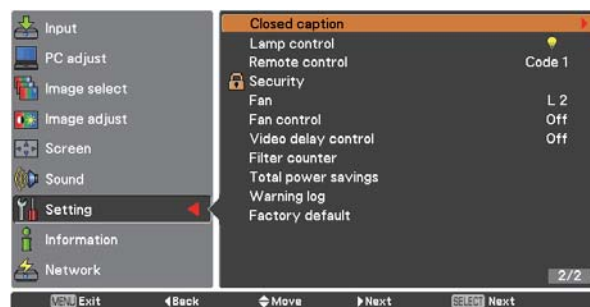 Input
PC adjust
Image select
Image adjust
Screen
Sound
Setting
Information
Network
Closed caption
Lamp control
Remote control Code 1
Security
Fan L 2
Fan control Off
Video delay control Off
Filter counter
Total power savings
Warning log
Factory default
2/2
MENU Exit Back Move Next SELECT Next